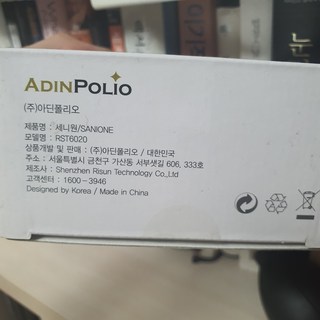 ADINPOLIO
(주)아딘폴리오
제품명 : 세니원/SANIONE
모델명 : RST6020
상품개발 및 판매 : (주)아딘폴리오 / 대한민국
주소 : 서울특별시 금천구 가산동 서부샛길 606, 333호
제조사 : Shenzhen Risun Technology Co,,Ltd
고객센터 : 1600-3946
Designed by Korea / Made in China
눈